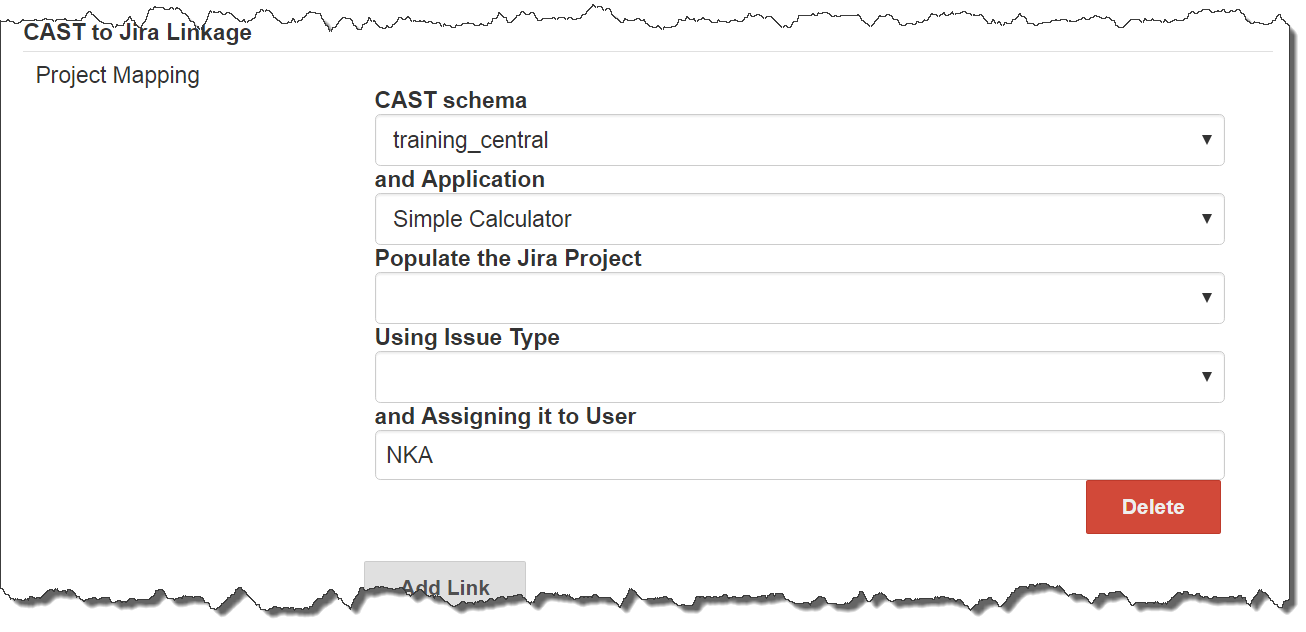 CAST to Jira Linkage
Project Mapping
CAST schema
training_central
and Application
Simple Calculator
Populate the Jira Project
Using Issue Type
and Assigning it to User
NKA
Delete
Add Link